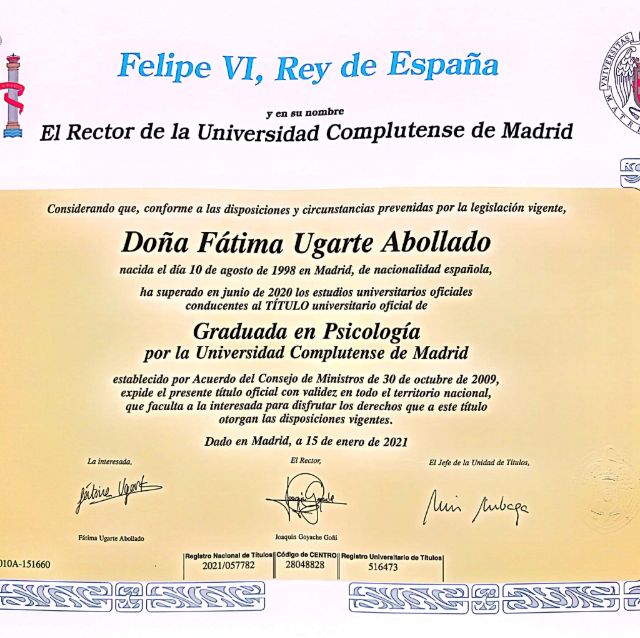 Felipe VI, Rey de España
y en su nombre
El Rector de la Universidad Complutense de Madrid
Considerando que, conforme a las disposiciones y circunstancias prevenidas por la legislación vigente,
Doña Fátima Ugarte Abollado
nacida el día 10 de agosto de 1998 en Madrid, de nacionalidad española,
ha superado en junio de 2020 los estudios universitarios oficiales
conducentes al TÍTULO universitario oficial de
Graduada en Psicología
por la Universidad Complutense de Madrid
establecido por Acuerdo del Consejo de Ministros de 30 de octubre de 2009,
expide el presente título oficial con validez en todo el territorio nacional,
que faculta a la interesada para disfrutar los derechos que a este título
otorgan las disposiciones vigentes.
Dado en Madrid, a 15 de enero de 2021
La interesada, El Rector, El Jefe de la Unidad de Títulos,
Fátima Ugarte Abollado Joaquín Goyache Goñi
Registro Nacional de Títulos Código de CENTRO Registro Universitario de Títulos
010A-151660 2021/057782 28048828 516473